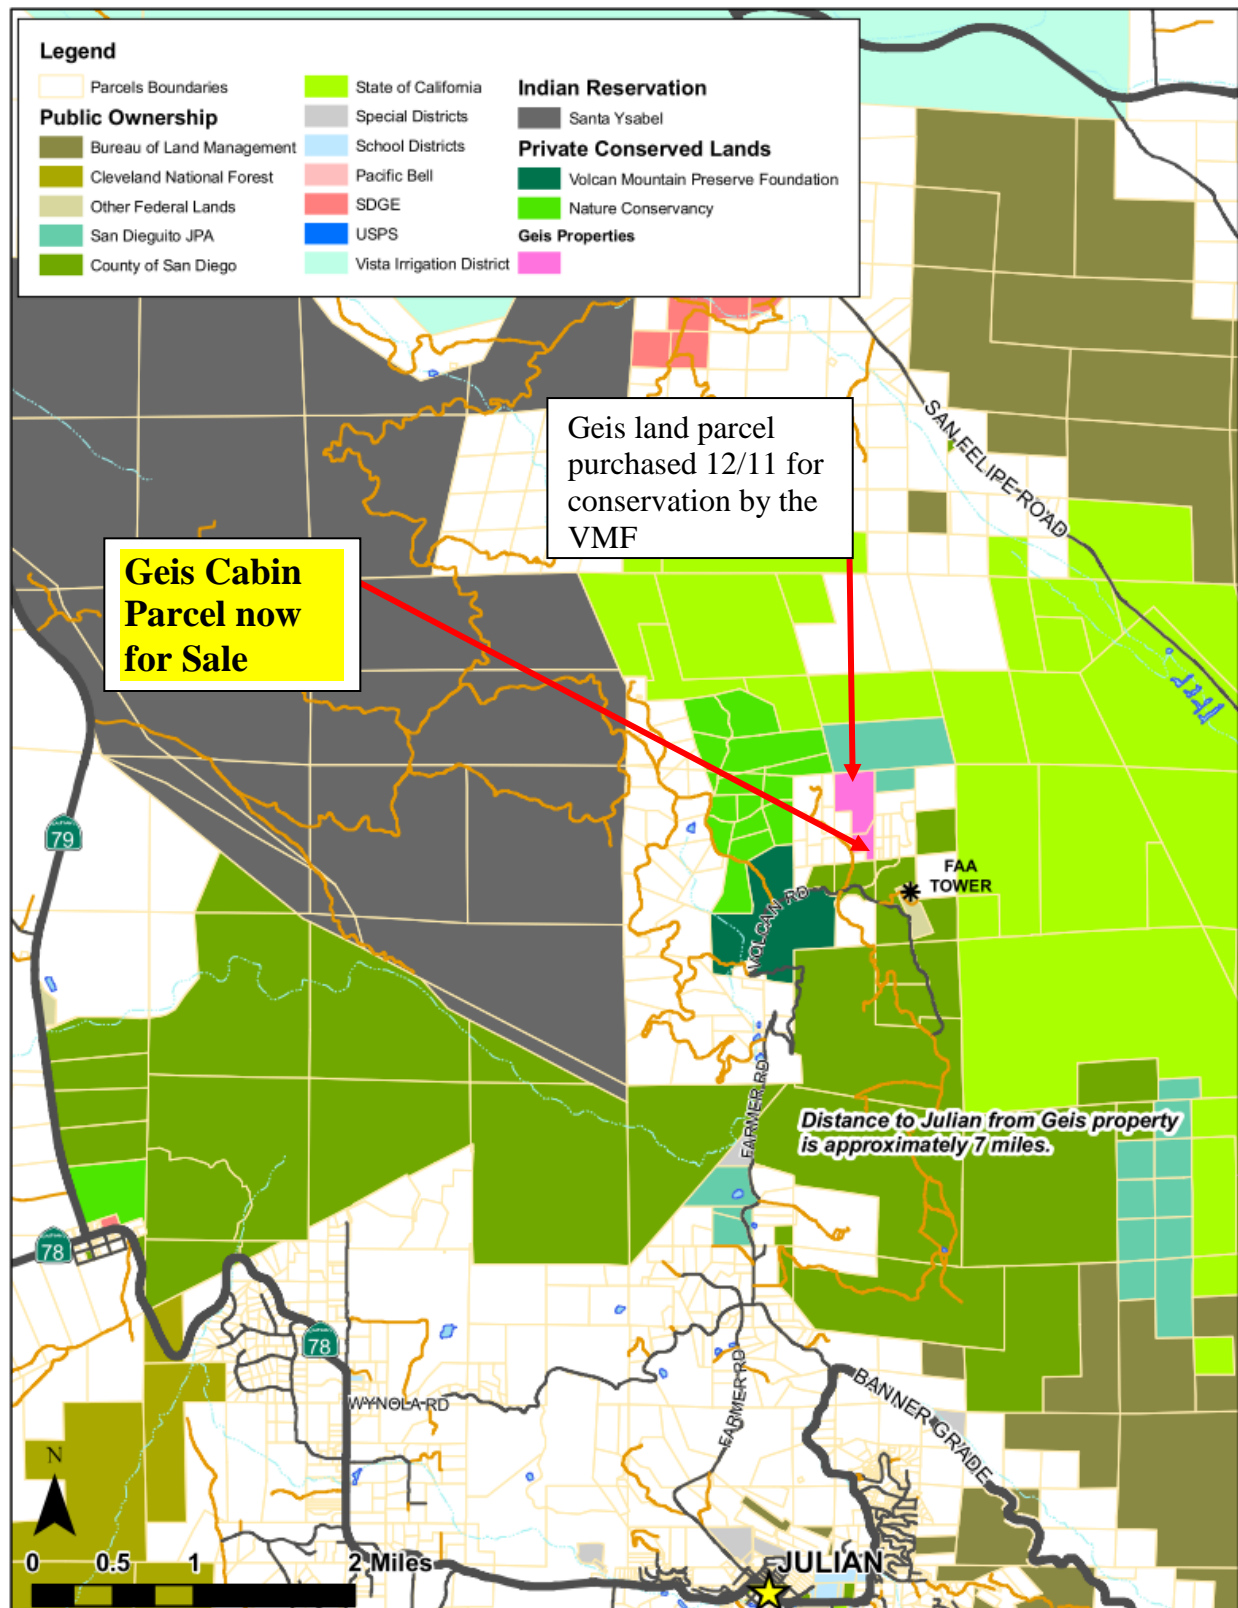 Legend
Parcels Boundaries
Public Ownership
Bureau of Land Management
Cleveland National Forest
Other Federal Lands
San Dieguito JPA
County of San Diego
State of California
Special Districts
School Districts
Pacific Bell
SDGE
USPS
Vista Irrigation District
Indian Reservation
Santa Ysabel
Private Conserved Lands
Volcan Mountain Preserve Foundation
Nature Conservancy
Geis Properties
SAN FELIPE ROAD
Geis land parcel
purchased 12/11 for
conservation by the
VMF
Geis Cabin
Parcel now
for Sale
79
FAA
TOWER
VOLCAN RD
FARMER RD
Distance to Julian from Geis property
is approximately 7 miles.
78
78
WYNOLA RD
FARMER RD
BANNER GRADE
N
0 0.5 1 2 Miles
JULIAN